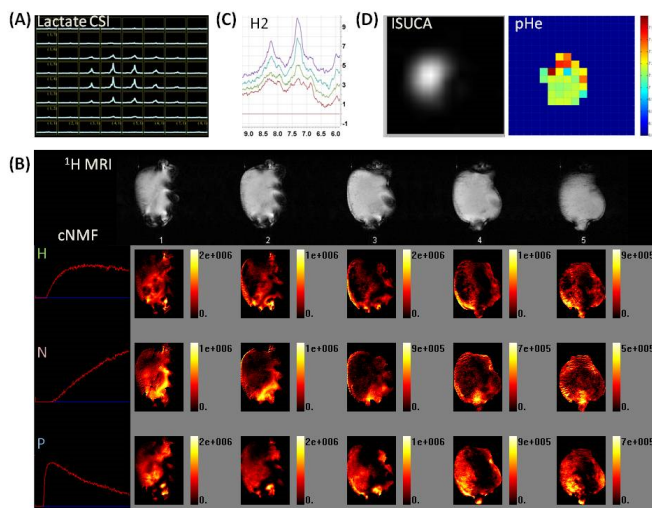 (A) Lactate CSI
(C) H2
9
7
5
3
1
-1
9.0 8.5 8.0 7.5 7.0 6.5 6.0
(D) ISUCA pHe
(B) ¹H MRI
1 2 3 4 5
cNMF
H
2e+006 1e+006 2e+006 1e+006 9e+005
0. 0. 0. 0. 0.
N
1e+006 1e+006 9e+005 7e+005 5e+005
0. 0. 0. 0. 0.
P
2e+006 2e+006 1e+006 9e+005 7e+005
0. 0. 0. 0. 0.